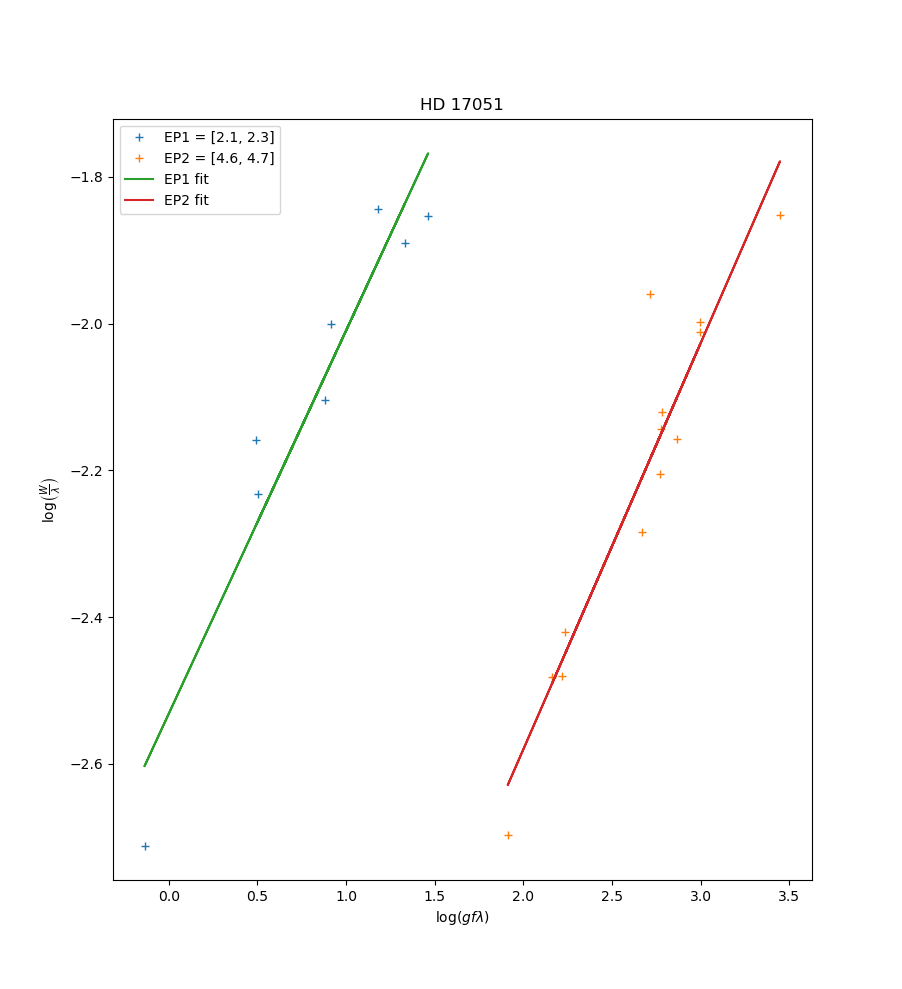 HD 17051
EP1 = [2.1, 2.3]
EP2 = [4.6, 4.7]
EP1 fit
EP2 fit
−1.8
−2.0
−2.2
−2.4
−2.6
log(W/λ)
0.0 0.5 1.0 1.5 2.0 2.5 3.0 3.5
log(gfλ)